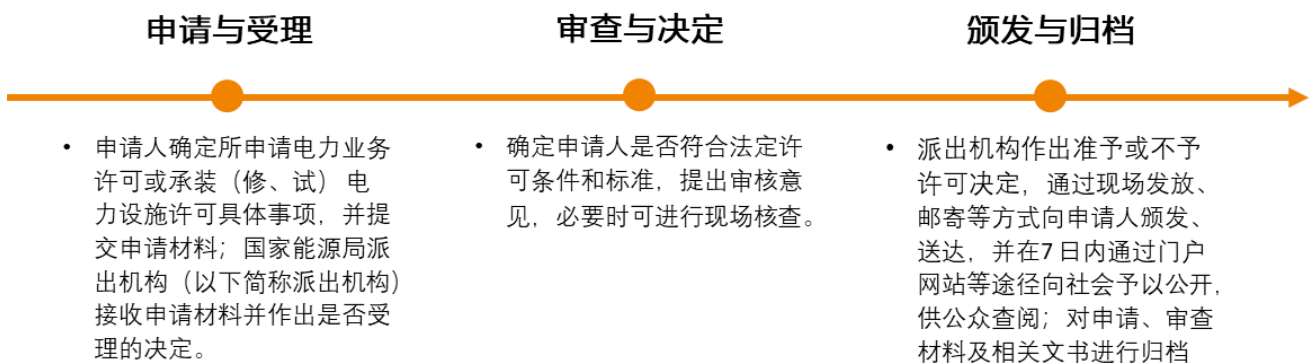 申请与受理
审查与决定
颁发与归档
• 申请人确定所申请电力业务
许可或承装（修、试）电
力设施许可具体事项，并提
交申请材料；国家能源局派
出机构（以下简称派出机构）
接收申请材料并作出是否受
理的决定。
• 确定申请人是否符合法定许
可条件和标准，提出审核意
见，必要时可进行现场核查。
• 派出机构作出准予或不予
许可决定，通过现场发放、
邮寄等方式向申请人颁发、
送达，并在7日内通过门户
网站等途径向社会予以公开，
供公众查阅；对申请、审查
材料及相关文书进行归档